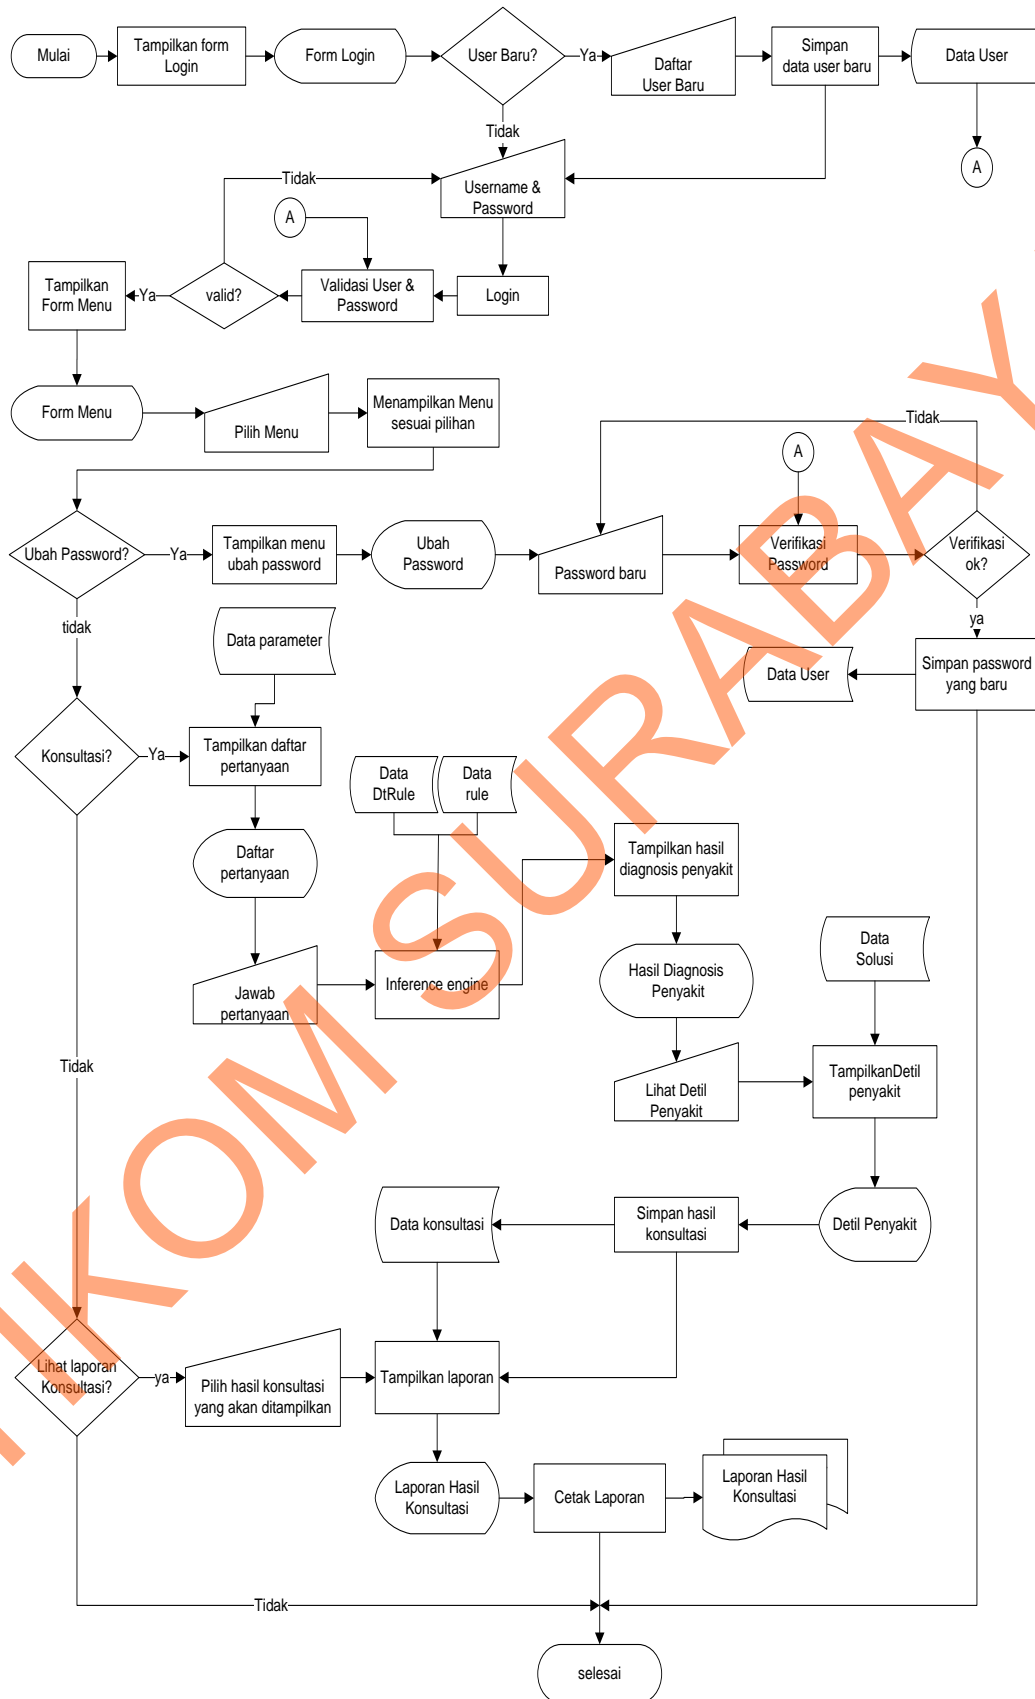 Mulai
Tampilkan form
Login
Form Login
User Baru?
Ya
Daftar
User Baru
Simpan
data user baru
Data User
A
Tidak
Username &
Password
Tidak
A
Tampilkan
Form Menu
Ya
valid?
Validasi User &
Password
Login
Form Menu
Pilih Menu
Menampilkan Menu
sesuai pilihan
Tidak
A
Ubah Password?
Ya
Tampilkan menu
ubah password
Ubah
Password
Password baru
Verifikasi
Password
Verifikasi
ok?
tidak
ya
Data parameter
Data User
Simpan password
yang baru
Konsultasi?
Ya
Tampilkan daftar
pertanyaan
Data
DtRule
Data
rule
Daftar
pertanyaan
Tampilkan hasil
diagnosis penyakit
Jawab
pertanyaan
Inference engine
Hasil Diagnosis
Penyakit
Data
Solusi
Tidak
Lihat Detil
Penyakit
TampilkanDetil
penyakit
Data konsultasi
Simpan hasil
konsultasi
Detil Penyakit
Lihat laporan
Konsultasi?
ya
Pilih hasil konsultasi
yang akan ditampilkan
Tampilkan laporan
Laporan Hasil
Konsultasi
Cetak Laporan
Laporan Hasil
Konsultasi
Tidak
selesai
IKOM SURABAY